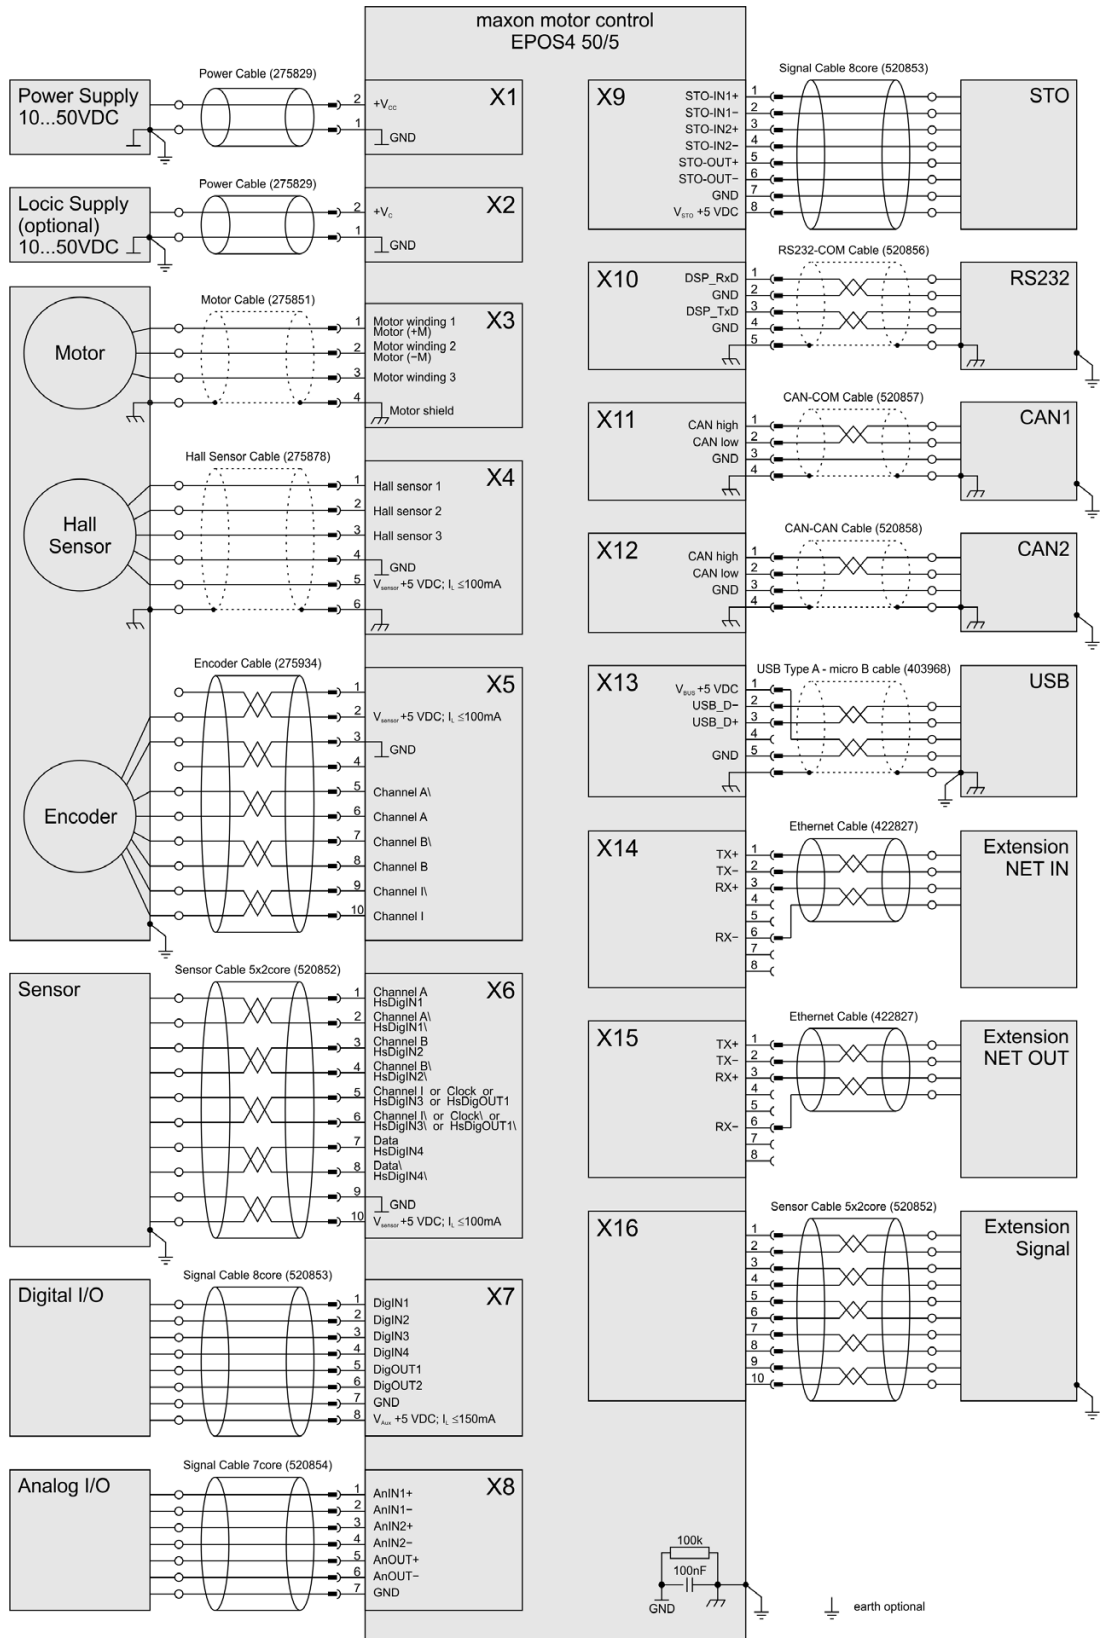 maxon motor control
EPOS4 50/5
Power Cable (275829)
Power Supply
10...50VDC
2
+Vcc
1
GND
X1
Power Cable (275829)
Locic Supply
(optional)
10...50VDC
2
+Vc
1
GND
X2
Motor Cable (275851)
Motor
X3
1
Motor winding 1
Motor (+M)
2
Motor winding 2
Motor (−M)
3
Motor winding 3
4
Motor shield
Hall Sensor Cable (275878)
Hall
Sensor
X4
1
Hall sensor 1
2
Hall sensor 2
3
Hall sensor 3
4
GND
5
Vsensor +5 VDC; IL ≤100mA
6
Encoder Cable (275934)
Encoder
X5
1
2
Vsensor +5 VDC; IL ≤100mA
3
GND
4
5
Channel A\
6
Channel A
7
Channel B\
8
Channel B
9
Channel I\
10
Channel I
Sensor Cable 5x2core (520852)
Sensor
X6
1
Channel A
HsDigIN1
2
Channel A\
HsDigIN1\
3
Channel B
HsDigIN2
4
Channel B\
HsDigIN2\
5
Channel I or Clock or
HsDigIN3 or HsDigOUT1
6
Channel I\ or Clock\ or
HsDigIN3\ or HsDigOUT1\
7
Data
HsDigIN4
8
Data\
HsDigIN4\
9
GND
10
Vsensor +5 VDC; IL ≤100mA
Signal Cable 8core (520853)
Digital I/O
X7
1
DigIN1
2
DigIN2
3
DigIN3
4
DigIN4
5
DigOUT1
6
DigOUT2
7
GND
8
VAux +5 VDC; IL ≤150mA
Signal Cable 7core (520854)
Analog I/O
X8
1
AnIN1+
2
AnIN1−
3
AnIN2+
4
AnIN2−
5
AnOUT+
6
AnOUT−
7
GND
Signal Cable 8core (520853)
X9
STO
STO-IN1+ 1
STO-IN1− 2
STO-IN2+ 3
STO-IN2− 4
STO-OUT+ 5
STO-OUT− 6
GND 7
VSTO +5 VDC 8
RS232-COM Cable (520856)
X10
RS232
DSP_RxD 1
GND 2
DSP_TxD 3
GND 4
5
CAN-COM Cable (520857)
X11
CAN1
CAN high 1
CAN low 2
GND 3
4
CAN-CAN Cable (520858)
X12
CAN2
CAN high 1
CAN low 2
GND 3
4
USB Type A - micro B cable (403968)
X13
USB
VBUS +5 VDC 1
USB_D− 2
USB_D+ 3
4
GND 5
Ethernet Cable (422827)
X14
Extension
NET IN
TX+ 1
TX− 2
RX+ 3
4
5
RX− 6
7
8
Ethernet Cable (422827)
X15
Extension
NET OUT
TX+ 1
TX− 2
RX+ 3
4
5
RX− 6
7
8
Sensor Cable 5x2core (520852)
X16
Extension
Signal
1
2
3
4
5
6
7
8
9
10
100k
100nF
GND
earth optional